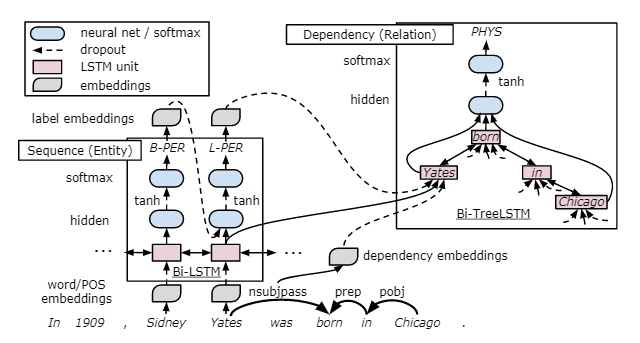 neural net / softmax
dropout
LSTM unit
embeddings
Dependency (Relation)
PHYS
softmax
tanh
hidden
born
Yates
in
Chicago
Bi-TreeLSTM
label embeddings
Sequence (Entity)
B-PER L-PER
softmax
tanh tanh
hidden
... ...
Bi-LSTM
dependency embeddings
word/POS
embeddings
nsubjpass prep pobj
In 1909 , Sidney Yates was born in Chicago .